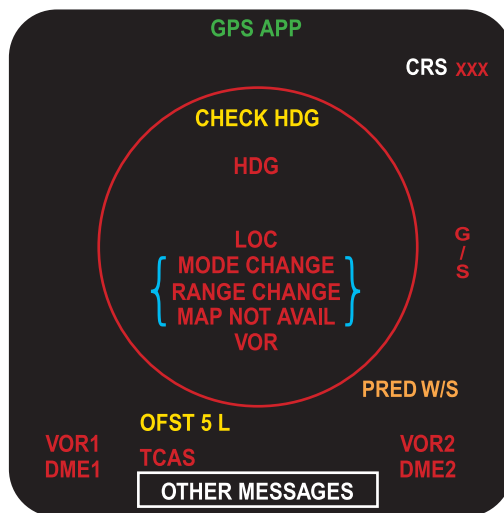 GPS APP
CRS xxx
CHECK HDG
HDG
LOC
MODE CHANGE
RANGE CHANGE
MAP NOT AVAIL
VOR
G
/
S
PRED W/S
OFST 5 L
VOR1
DME1
TCAS
VOR2
DME2
OTHER MESSAGES